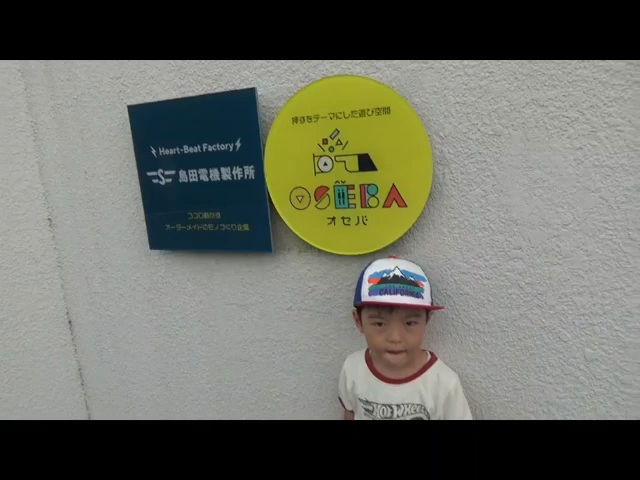 Heart-Beat Factory
島田電機製作所
ココロ動かす
オーダーメイドのモノづくり企業
押すをテーマにした遊び空間
OSEBA
オセバ
CALIFORNIA
HOT WHEELS